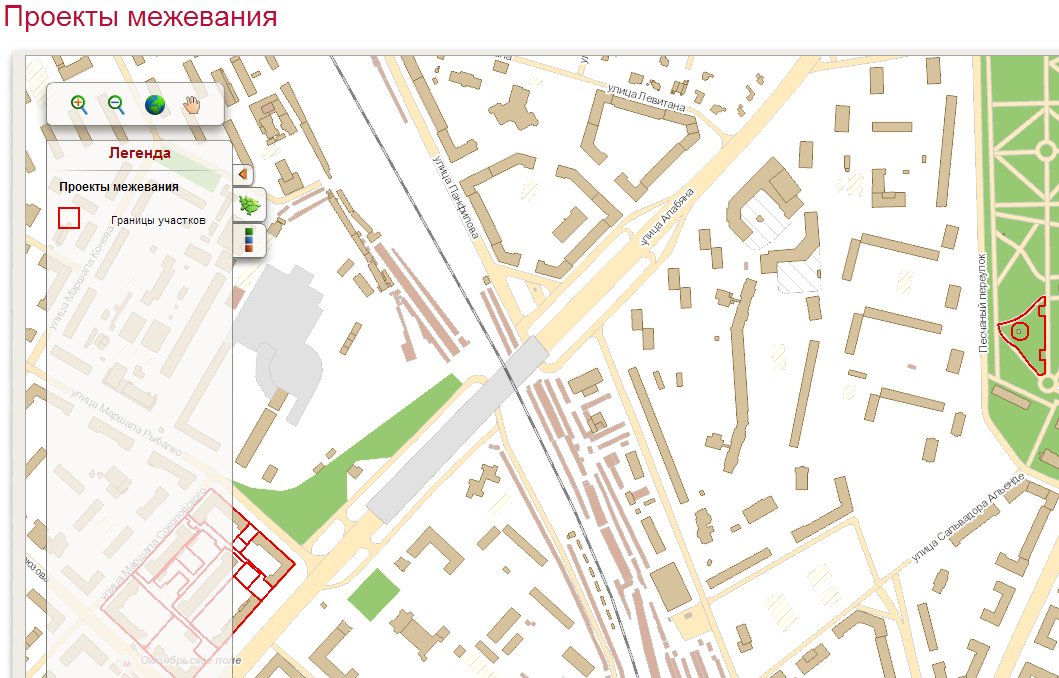 Проекты межевания
улица Левитана
Легенда
Проекты межевания
Границы участков
улица Панфилова
улица Алабяна
улица Маршала Конева
Песчаный переулок
улица Маршала Рыбалко
улица Маршала Соколовского
улица Сальвадора Альенде
М
Октябрьское поле